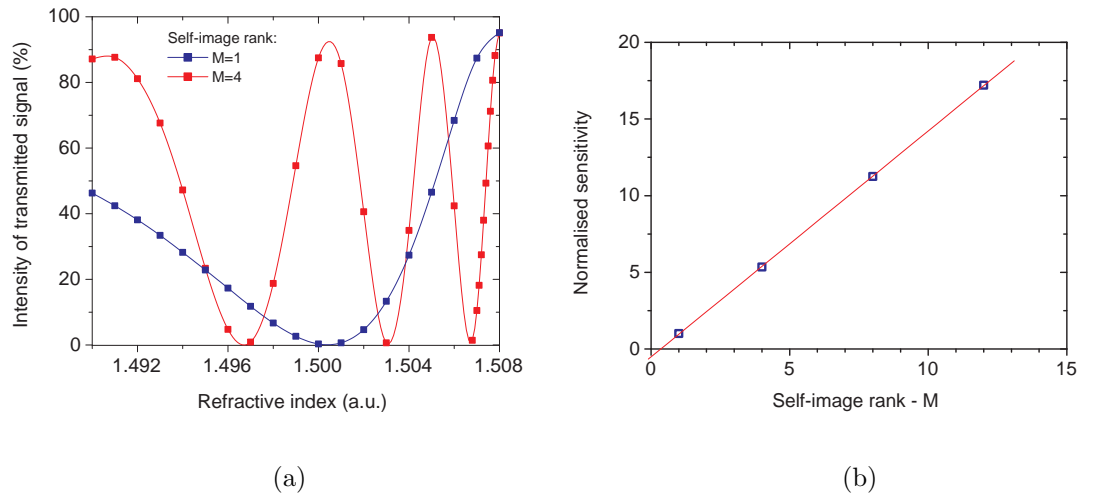 100
80
60
40
20
0
Intensity of transmitted signal (%)
Self-image rank:
M=1
M=4
1.492
1.496
1.500
1.504
1.508
Refractive index (a.u.)
(a)
20
15
10
5
0
Normalised sensitivity
0
5
10
15
Self-image rank - M
(b)